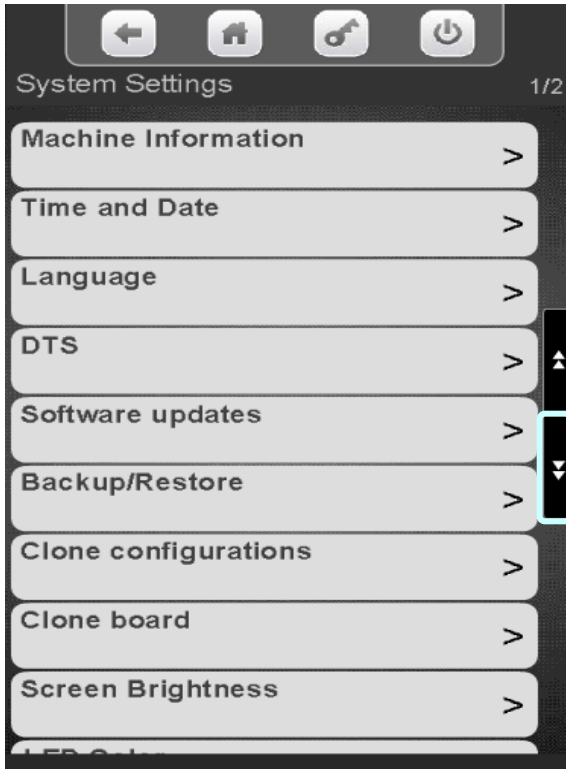 System Settings
1/2
Machine Information
>
Time and Date
>
Language
>
DTS
>
Software updates
>
Backup/Restore
>
Clone configurations
>
Clone board
>
Screen Brightness
>